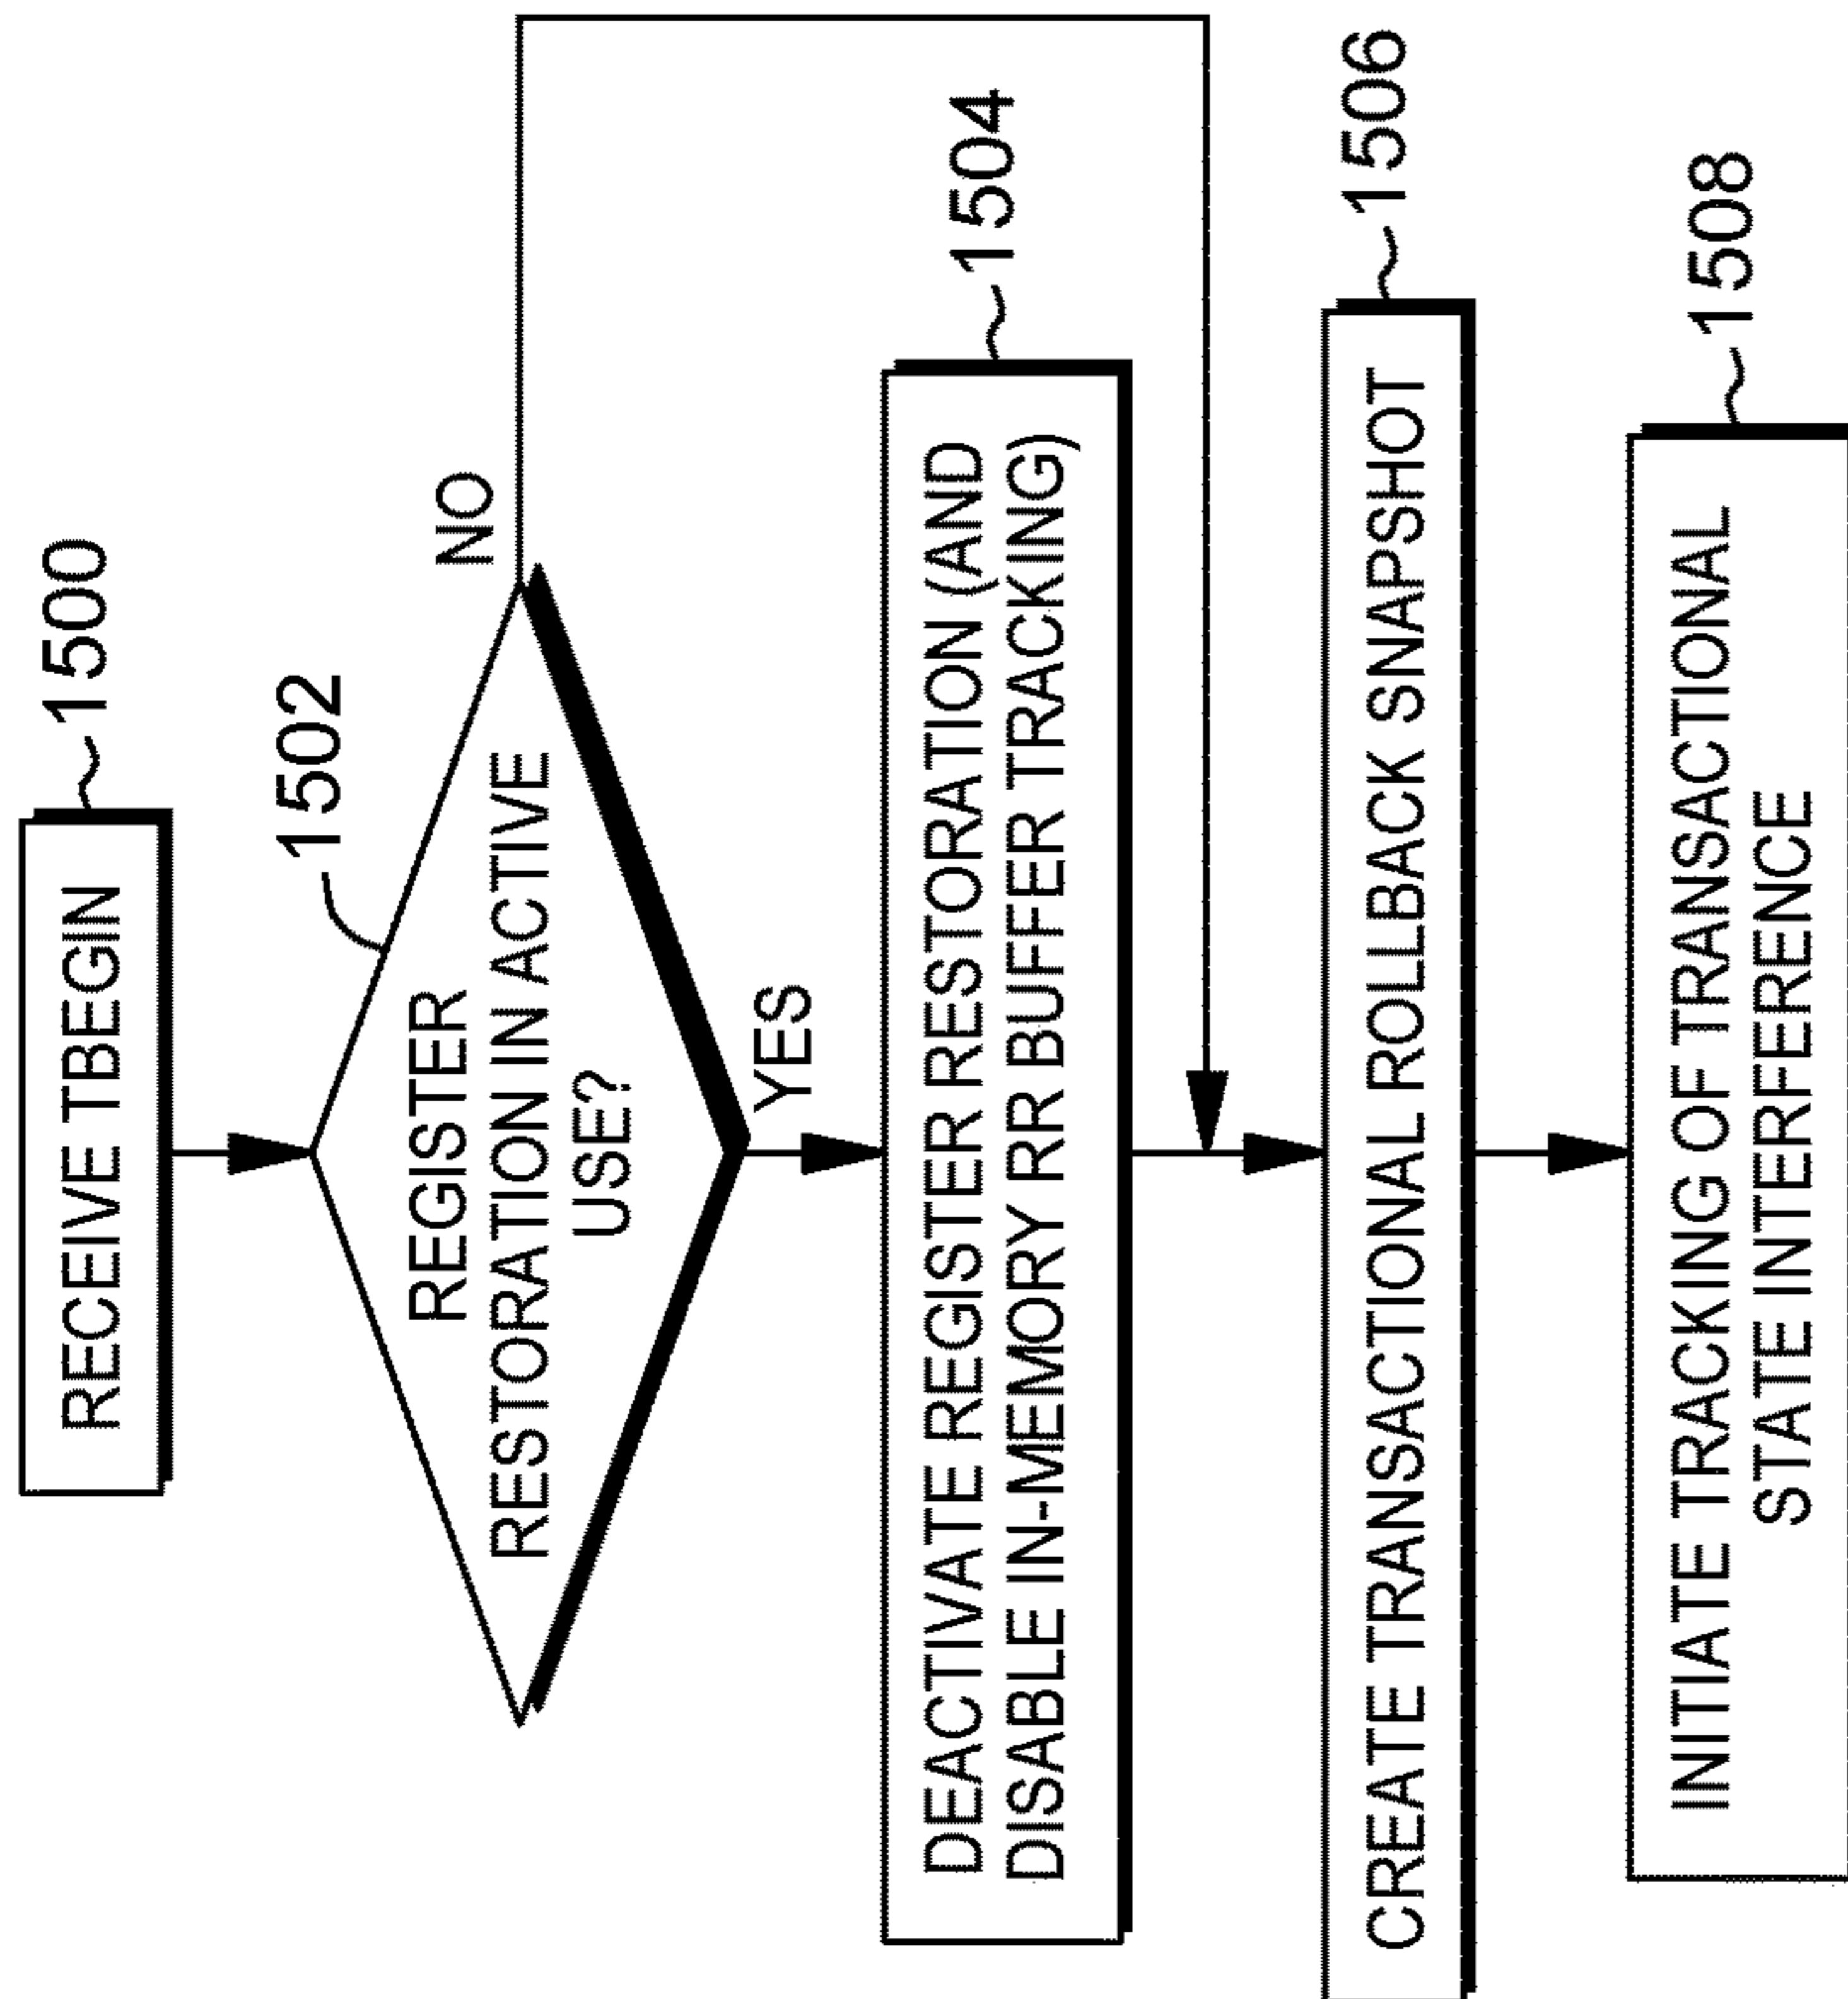 RECEIVE TBEGIN
1500
1502
REGISTER
RESTORATION IN ACTIVE
USE?
NO
YES
DEACTIVATE REGISTER RESTORATION (AND
DISABLE IN-MEMORY RR BUFFER TRACKING)
1504
CREATE TRANSACTIONAL ROLLBACK SNAPSHOT
1506
INITIATE TRACKING OF TRANSACTIONAL
STATE INTERFERENCE
1508